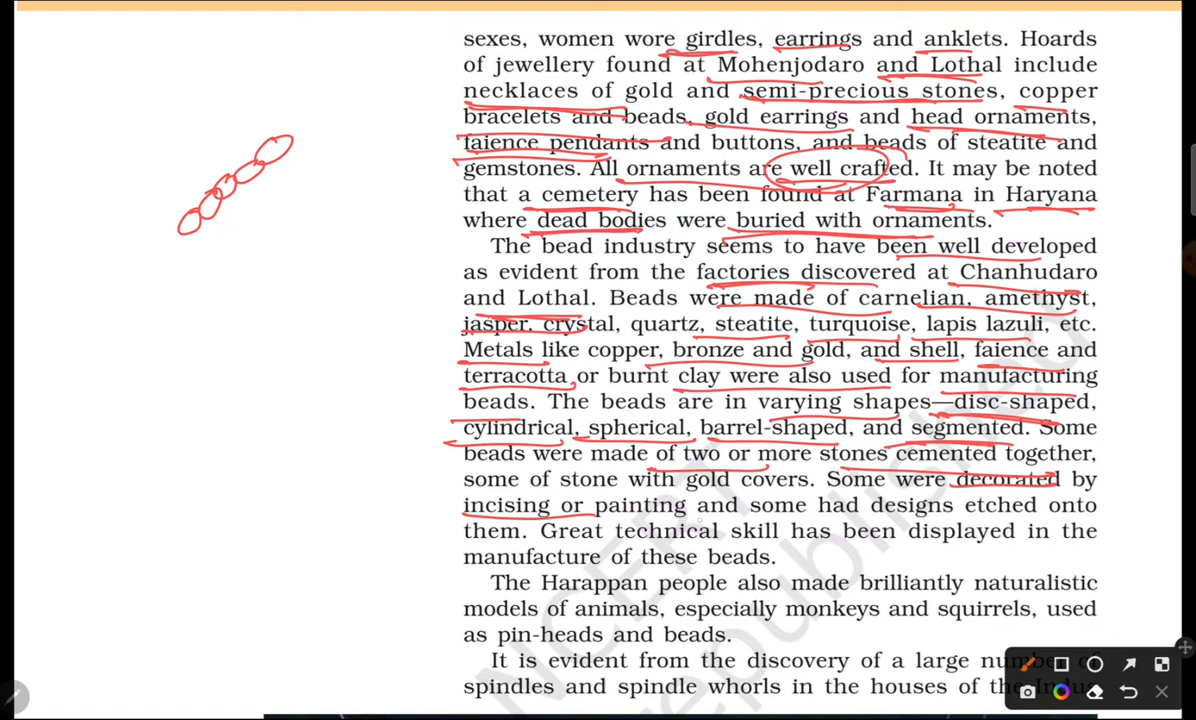 sexes, women wore girdles, earrings and anklets. Hoards
of jewellery found at Mohenjodaro and Lothal include
necklaces of gold and semi-precious stones, copper
bracelets and beads, gold earrings and head ornaments,
faience pendants and buttons, and beads of steatite and
gemstones. All ornaments are well crafted. It may be noted
that a cemetery has been found at Farmana in Haryana
where dead bodies were buried with ornaments.
The bead industry seems to have been well developed
as evident from the factories discovered at Chanhudaro
and Lothal. Beads were made of carnelian, amethyst,
jasper, crystal, quartz, steatite, turquoise, lapis lazuli, etc.
Metals like copper, bronze and gold, and shell, faience and
terracotta or burnt clay were also used for manufacturing
beads. The beads are in varying shapes—disc-shaped,
cylindrical, spherical, barrel-shaped, and segmented. Some
beads were made of two or more stones cemented together,
some of stone with gold covers. Some were decorated by
incising or painting and some had designs etched onto
them. Great technical skill has been displayed in the
manufacture of these beads.
The Harappan people also made brilliantly naturalistic
models of animals, especially monkeys and squirrels, used
as pin-heads and beads.
It is evident from the discovery of a large number of
spindles and spindle whorls in the houses of the Indus
NCERT
republished